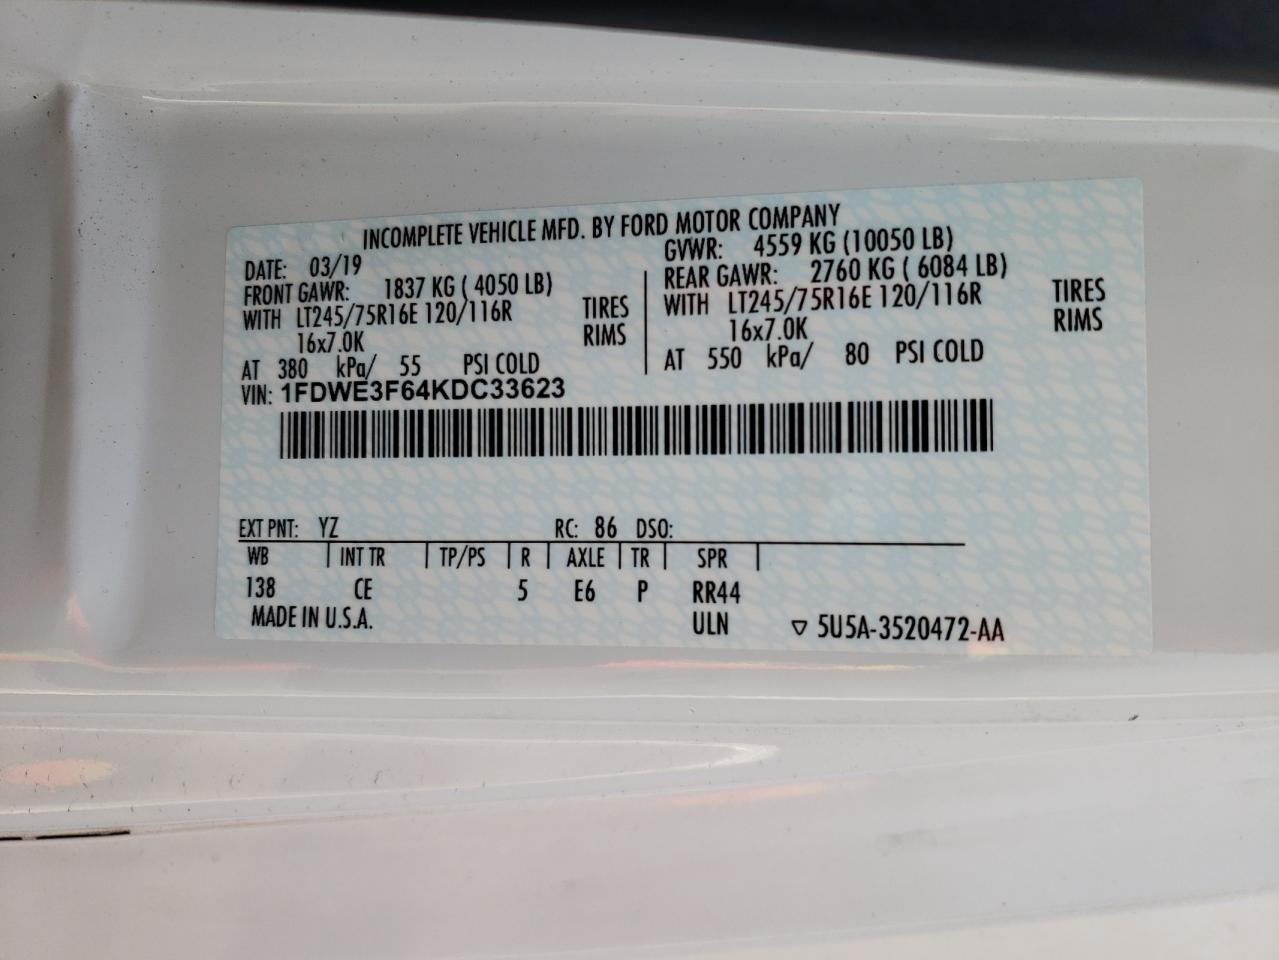 INCOMPLETE VEHICLE MFD. BY FORD MOTOR COMPANY
DATE: 03/19 GVWR: 4559 KG (10050 LB)
FRONT GAWR: 1837 KG ( 4050 LB) REAR GAWR: 2760 KG ( 6084 LB)
WITH LT245/75R16E 120/116R TIRES WITH LT245/75R16E 120/116R TIRES
16x7.0K RIMS 16x7.0K RIMS
AT 380 kPa/ 55 PSI COLD AT 550 kPa/ 80 PSI COLD
VIN: 1FDWE3F64KDC33623
EXT PNT: YZ RC: 86 DSO:
WB INT TR TP/PS R AXLE TR SPR
138 CE 5 E6 P RR44
MADE IN U.S.A. ULN ▽ 5U5A-3520472-AA